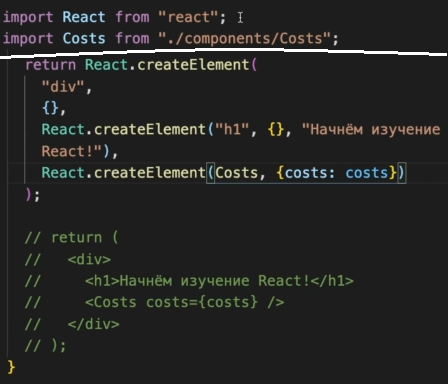 import React from "react";
import Costs from "./components/Costs";
return React.createElement(
"div",
{},
React.createElement("h1", {}, "Начнём изучение
React!"),
React.createElement(Costs, {costs: costs})
);
// return (
//   <div>
//     <h1>Начнём изучение React!</h1>
//     <Costs costs={costs} />
//   </div>
// );
}